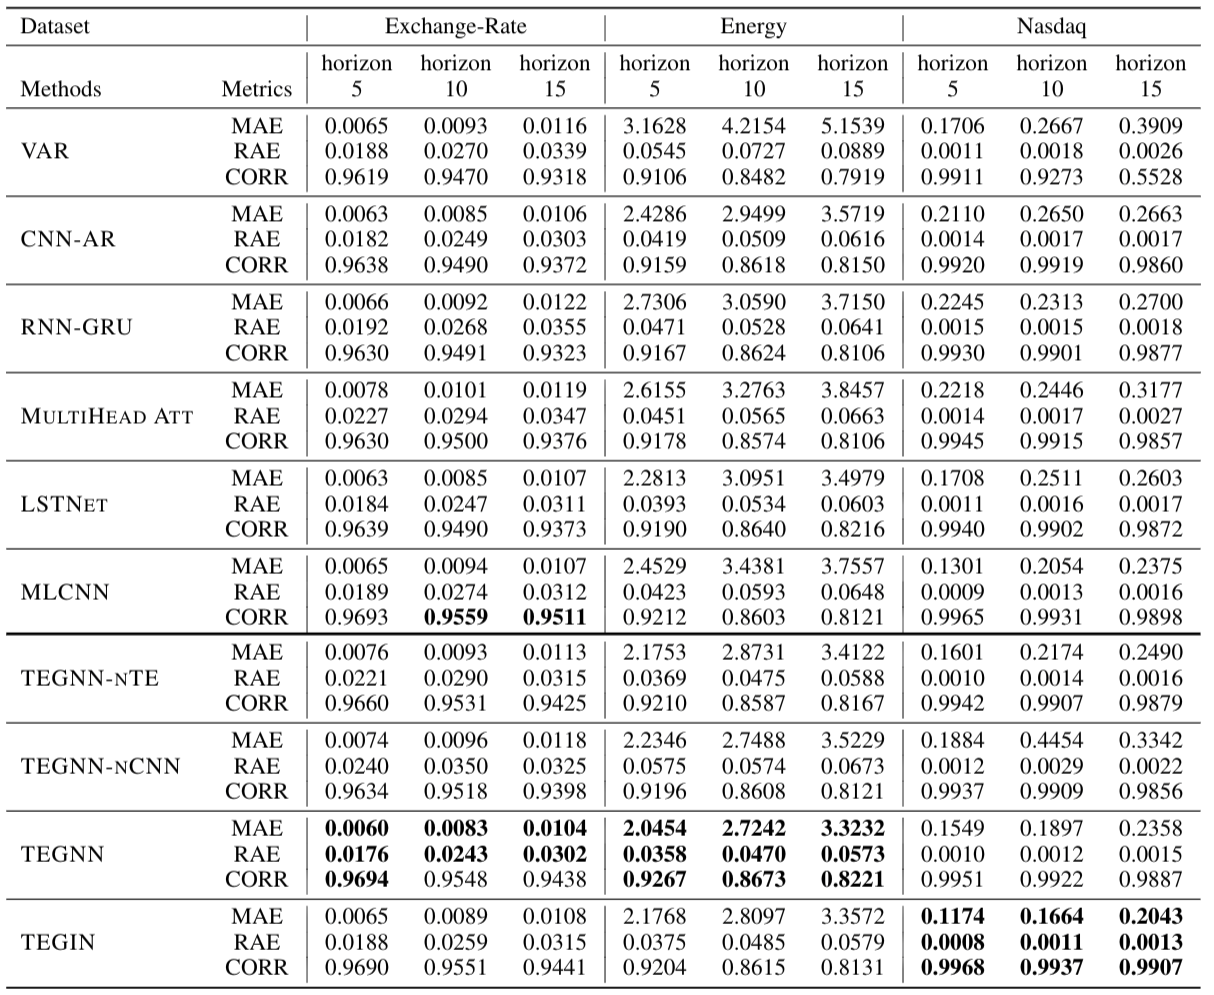 Dataset Exchange-Rate Energy Nasdaq
horizon horizon horizon horizon horizon horizon horizon horizon horizon
Methods Metrics 5 10 15 5 10 15 5 10 15
MAE 0.0065 0.0093 0.0116 3.1628 4.2154 5.1539 0.1706 0.2667 0.3909
VAR RAE 0.0188 0.0270 0.0339 0.0545 0.0727 0.0889 0.0011 0.0018 0.0026
CORR 0.9619 0.9470 0.9318 0.9106 0.8482 0.7919 0.9911 0.9273 0.5528
MAE 0.0063 0.0085 0.0106 2.4286 2.9499 3.5719 0.2110 0.2650 0.2663
CNN-AR RAE 0.0182 0.0249 0.0303 0.0419 0.0509 0.0616 0.0014 0.0017 0.0017
CORR 0.9638 0.9490 0.9372 0.9159 0.8618 0.8150 0.9920 0.9919 0.9860
MAE 0.0066 0.0092 0.0122 2.7306 3.0590 3.7150 0.2245 0.2313 0.2700
RNN-GRU RAE 0.0192 0.0268 0.0355 0.0471 0.0528 0.0641 0.0015 0.0015 0.0018
CORR 0.9630 0.9491 0.9323 0.9167 0.8624 0.8106 0.9930 0.9901 0.9877
MAE 0.0078 0.0101 0.0119 2.6155 3.2763 3.8457 0.2218 0.2446 0.3177
MULTIHEAD ATT RAE 0.0227 0.0294 0.0347 0.0451 0.0565 0.0663 0.0014 0.0017 0.0027
CORR 0.9630 0.9500 0.9376 0.9178 0.8574 0.8106 0.9945 0.9915 0.9857
MAE 0.0063 0.0085 0.0107 2.2813 3.0951 3.4979 0.1708 0.2511 0.2603
LSTNET RAE 0.0184 0.0247 0.0311 0.0393 0.0534 0.0603 0.0011 0.0016 0.0017
CORR 0.9639 0.9490 0.9373 0.9190 0.8640 0.8216 0.9940 0.9902 0.9872
MAE 0.0065 0.0094 0.0107 2.4529 3.4381 3.7557 0.1301 0.2054 0.2375
MLCNN RAE 0.0189 0.0274 0.0312 0.0423 0.0593 0.0648 0.0009 0.0013 0.0016
CORR 0.9693 0.9559 0.9511 0.9212 0.8603 0.8121 0.9965 0.9931 0.9898
MAE 0.0076 0.0093 0.0113 2.1753 2.8731 3.4122 0.1601 0.2174 0.2490
TEGNN-NTE RAE 0.0221 0.0290 0.0315 0.0369 0.0475 0.0588 0.0010 0.0014 0.0016
CORR 0.9660 0.9531 0.9425 0.9210 0.8587 0.8167 0.9942 0.9907 0.9879
MAE 0.0074 0.0096 0.0118 2.2346 2.7488 3.5229 0.1884 0.4454 0.3342
TEGNN-NCNN RAE 0.0240 0.0350 0.0325 0.0575 0.0574 0.0673 0.0012 0.0029 0.0022
CORR 0.9634 0.9518 0.9398 0.9196 0.8608 0.8121 0.9937 0.9909 0.9856
MAE 0.0060 0.0083 0.0104 2.0454 2.7242 3.3232 0.1549 0.1897 0.2358
TEGNN RAE 0.0176 0.0243 0.0302 0.0358 0.0470 0.0573 0.0010 0.0012 0.0015
CORR 0.9694 0.9548 0.9438 0.9267 0.8673 0.8221 0.9951 0.9922 0.9887
MAE 0.0065 0.0089 0.0108 2.1768 2.8097 3.3572 0.1174 0.1664 0.2043
TEGIN RAE 0.0188 0.0259 0.0315 0.0375 0.0485 0.0579 0.0008 0.0011 0.0013
CORR 0.9690 0.9551 0.9441 0.9204 0.8615 0.8131 0.9968 0.9937 0.9907